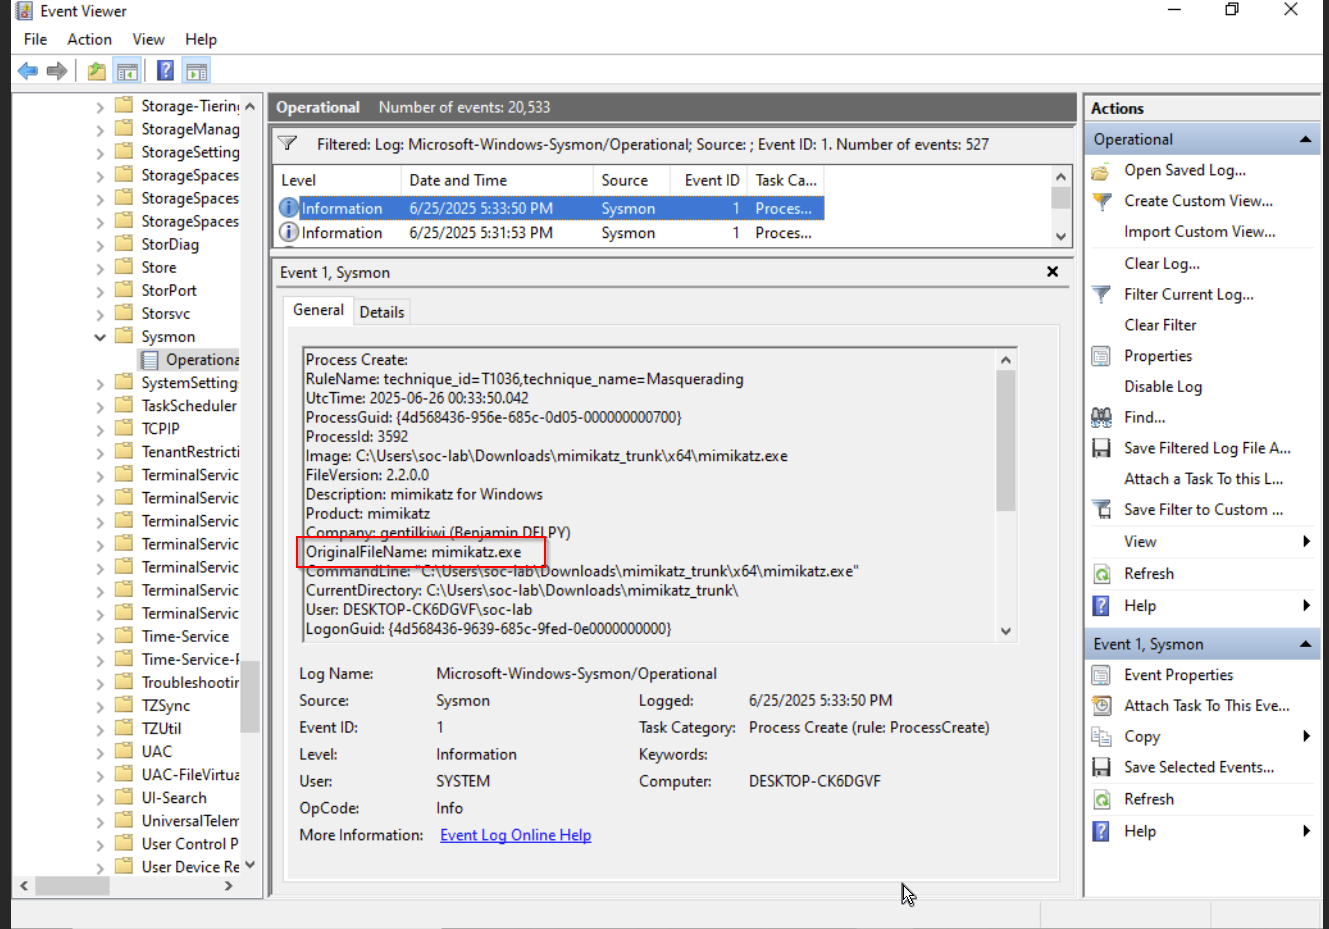 Event Viewer
File Action View Help
Storage-Tiering
StorageManag
StorageSetting
StorageSpaces
StorageSpaces
StorageSpaces
StorDiag
Store
StorPort
Storsvc
Sysmon
Operationa
SystemSetting
TaskScheduler
TCPIP
TenantRestricti
TerminalServic
TerminalServic
TerminalServic
TerminalServic
TerminalServic
TerminalServic
TerminalServic
Time-Service
Time-Service-P
Troubleshootin
TZSync
TZUtil
UAC
UAC-FileVirtua
UI-Search
UniversalTelem
User Control P
User Device Re
Operational Number of events: 20,533
Filtered: Log: Microsoft-Windows-Sysmon/Operational; Source: ; Event ID: 1. Number of events: 527
Level Date and Time Source Event ID Task Ca...
Information 6/25/2025 5:33:50 PM Sysmon 1 Proces...
Information 6/25/2025 5:31:53 PM Sysmon 1 Proces...
Event 1, Sysmon
General Details
Process Create:
RuleName: technique_id=T1036,technique_name=Masquerading
UtcTime: 2025-06-26 00:33:50.042
ProcessGuid: {4d568436-956e-685c-0d05-000000000700}
ProcessId: 3592
Image: C:\Users\soc-lab\Downloads\mimikatz_trunk\x64\mimikatz.exe
FileVersion: 2.2.0.0
Description: mimikatz for Windows
Product: mimikatz
Company: gentilkiwi (Benjamin DELPY)
OriginalFileName: mimikatz.exe
CommandLine: "C:\Users\soc-lab\Downloads\mimikatz_trunk\x64\mimikatz.exe"
CurrentDirectory: C:\Users\soc-lab\Downloads\mimikatz_trunk\
User: DESKTOP-CK6DGVF\soc-lab
LogonGuid: {4d568436-9639-685c-9fed-0e0000000000}
Log Name: Microsoft-Windows-Sysmon/Operational
Source: Sysmon Logged: 6/25/2025 5:33:50 PM
Event ID: 1 Task Category: Process Create (rule: ProcessCreate)
Level: Information Keywords:
User: SYSTEM Computer: DESKTOP-CK6DGVF
OpCode: Info
More Information: Event Log Online Help
Actions
Operational
Open Saved Log...
Create Custom View...
Import Custom View...
Clear Log...
Filter Current Log...
Clear Filter
Properties
Disable Log
Find...
Save Filtered Log File A...
Attach a Task To this L...
Save Filter to Custom ...
View
Refresh
Help
Event 1, Sysmon
Event Properties
Attach Task To This Eve...
Copy
Save Selected Events...
Refresh
Help